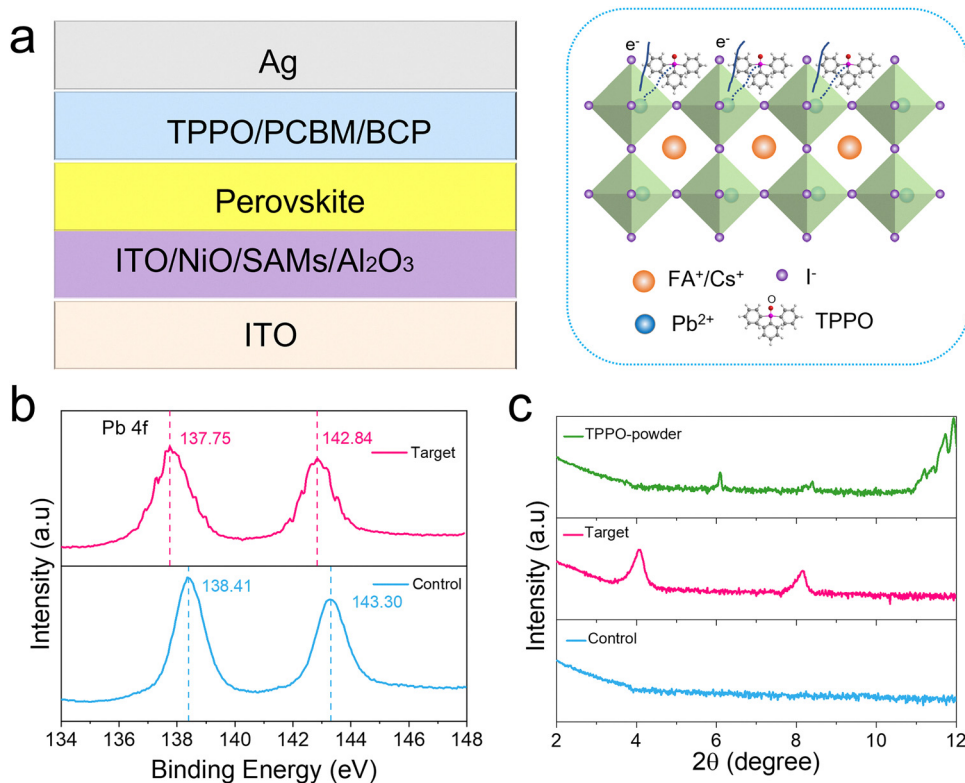 a
Ag
TPPO/PCBM/BCP
Perovskite
ITO/NiO/SAMs/Al₂O₃
ITO
e⁻ e⁻
FA⁺/Cs⁺ I⁻
Pb²⁺ O TPPO
b
Pb 4f
137.75 142.84
Target
138.41 143.30
Control
Intensity (a.u)
134 136 138 140 142 144 146 148
Binding Energy (eV)
c
TPPO-powder
Target
Control
Intensity (a.u)
2 4 6 8 10 12
2θ (degree)